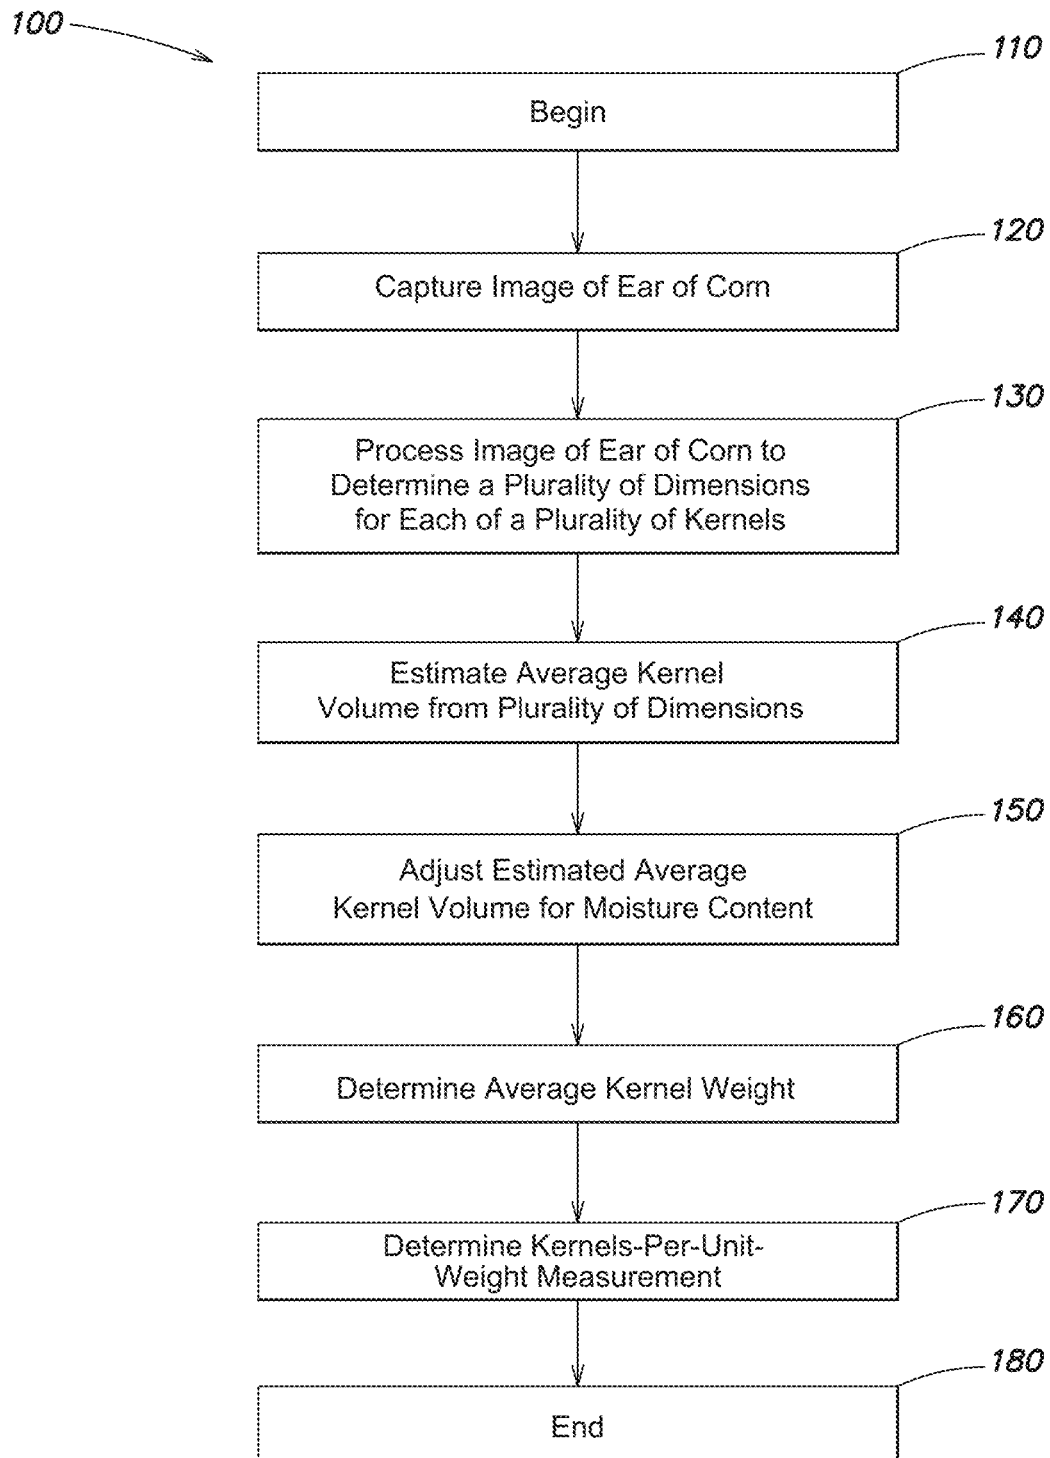 100
110
Begin
120
Capture Image of Ear of Corn
130
Process Image of Ear of Corn to
Determine a Plurality of Dimensions
for Each of a Plurality of Kernels
140
Estimate Average Kernel
Volume from Plurality of Dimensions
150
Adjust Estimated Average
Kernel Volume for Moisture Content
160
Determine Average Kernel Weight
170
Determine Kernels-Per-Unit-
Weight Measurement
180
End